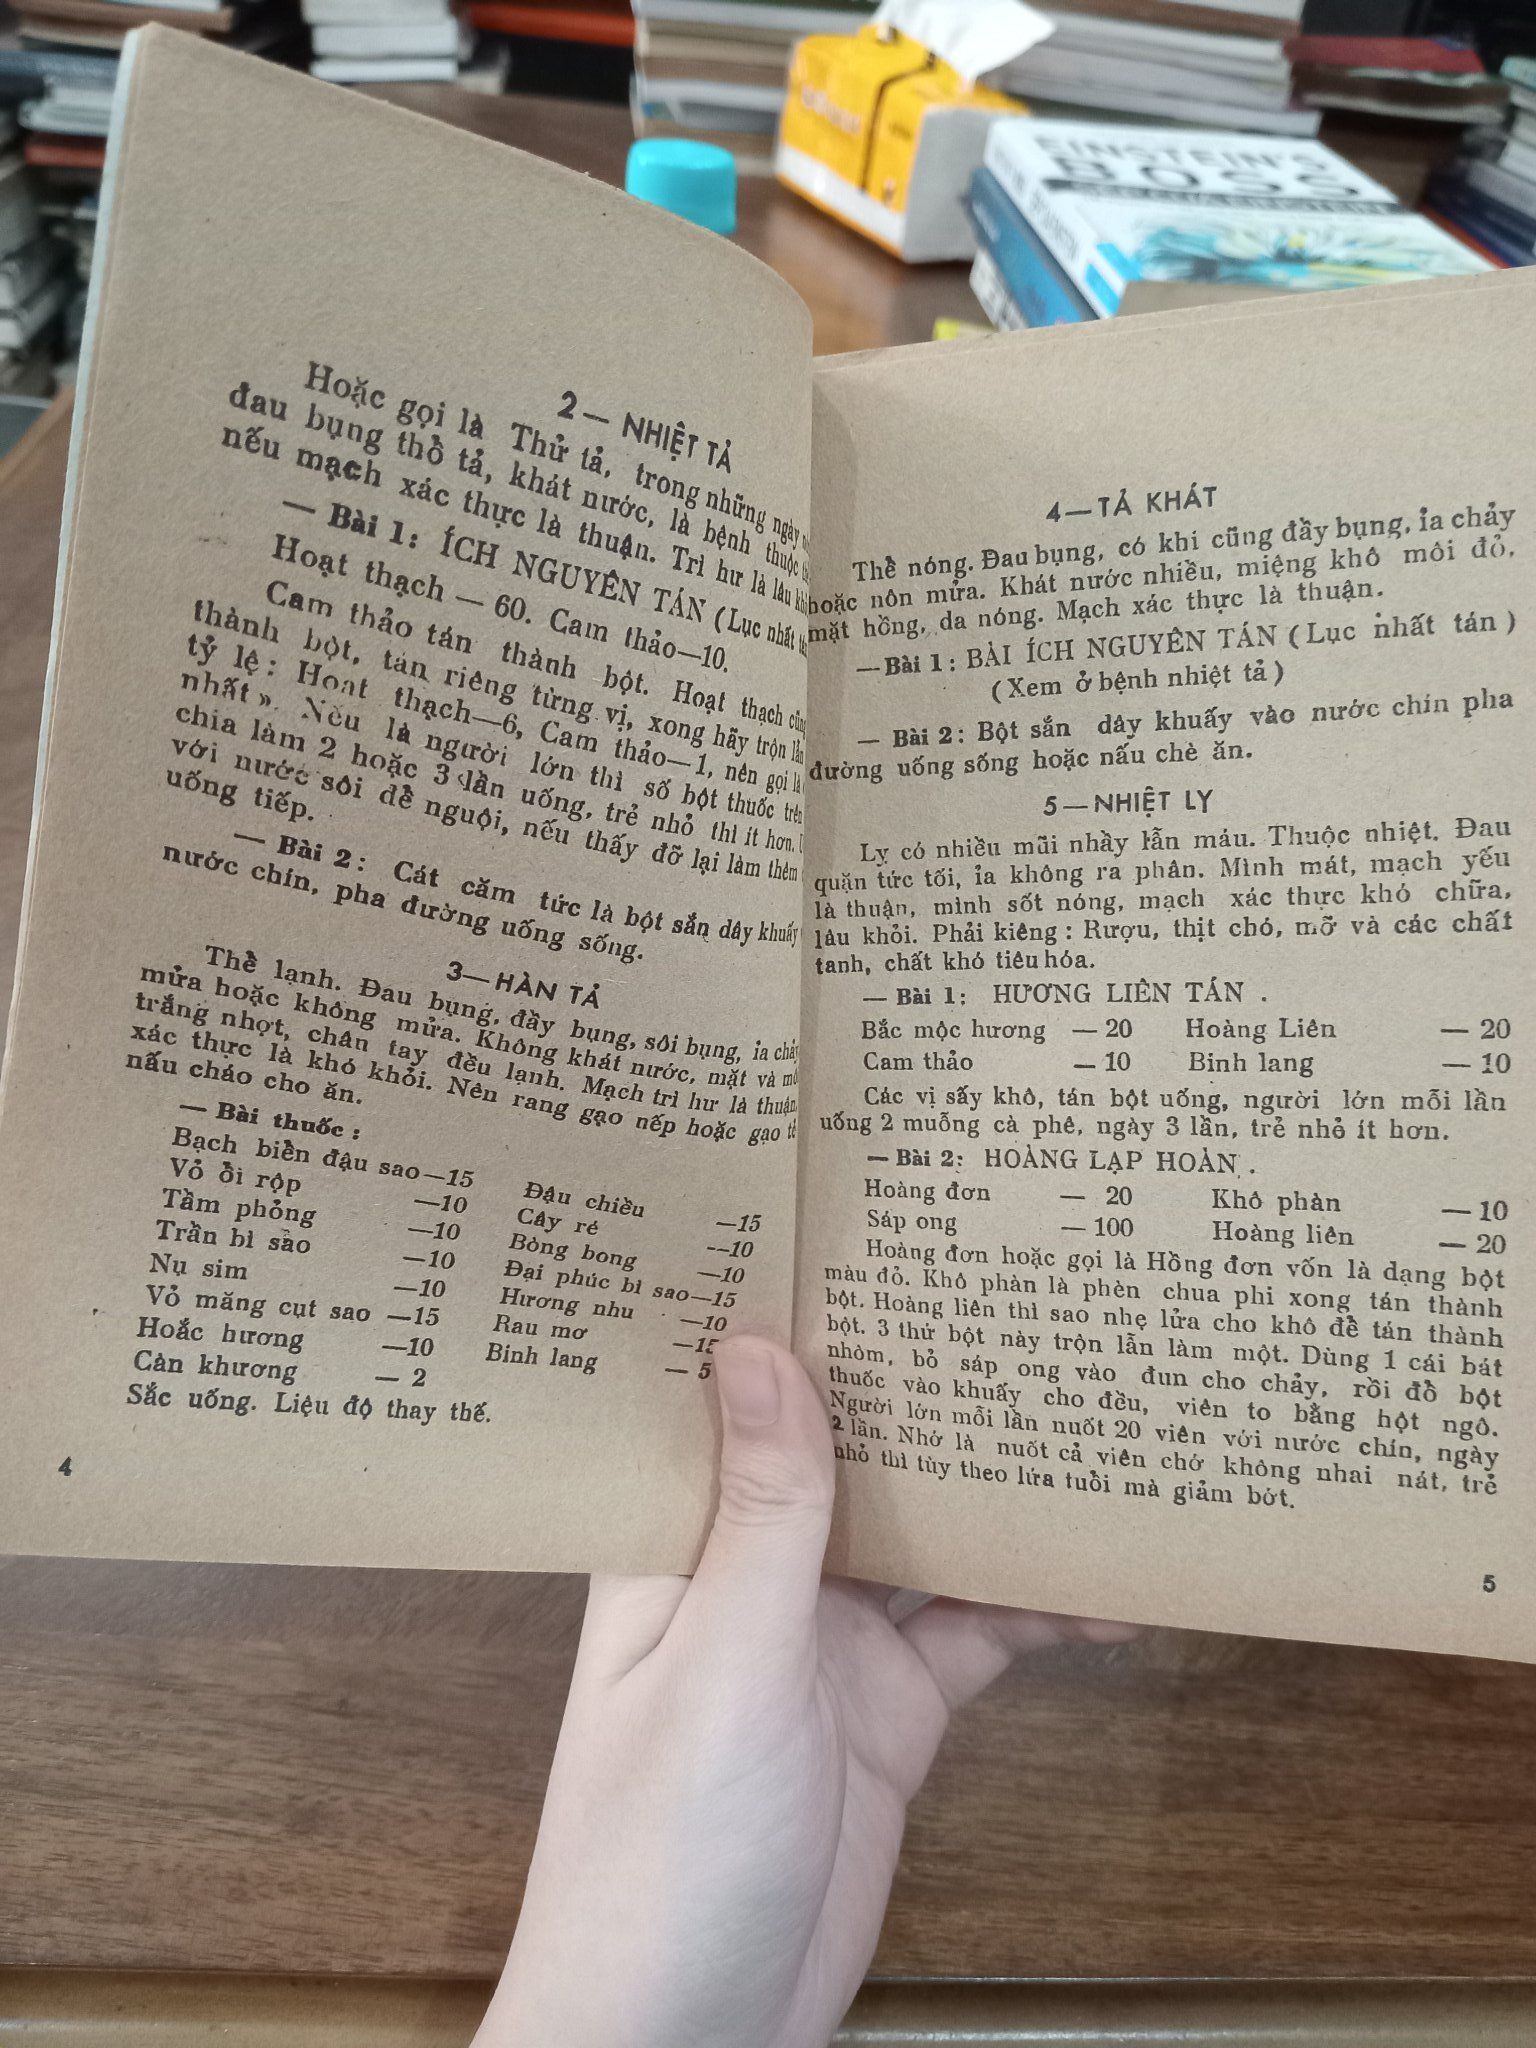 EINSTEIN'S
BOSS
2 — NHIỆT TẢ
Hoặc gọi là Thử tả, trong những ngày
đau bụng thổ tả, khát nước, là bệnh thuộc
nếu mạch xác thực là thuận. Trì hư là lâu
— Bài 1: ÍCH NGUYÊN TÁN (Lục nhất
Hoạt thạch — 60. Cam thảo—10.
Cam thảo tán thành bột. Hoạt thạch cũng
thành bột, tán riêng từng vị, xong hãy trộn lẫn
tỷ lệ: Hoạt thạch—6, Cam thảo—1, nên gọi là
nhất». Nếu là người lớn thì số bột thuốc trên
chia làm 2 hoặc 3 lần uống, trẻ nhỏ thì ít hơn.
với nước sôi để nguội, nếu thấy đỡ lại làm thêm
uống tiếp.
— Bài 2: Cát căm tức là bột sắn dây khuấy
nước chín, pha đường uống sống.
3—HÀN TẢ
Thể lạnh. Đau bụng, đầy bụng, sôi bụng, ỉa chảy
mửa hoặc không mửa. Không khát nước, mặt và
trắng nhợt, chân tay đều lạnh. Mạch trì hư là thuận
xác thực là khó khỏi. Nên rang gạo nếp hoặc gạo tẻ
nấu cháo cho ăn.
— Bài thuốc:
Bạch biển đậu sao—15 Đậu chiều —15
Vỏ ổi rộp —10 Cây ré —10
Tầm phỏng —10 Bòng bong —10
Trần bì sao —10 Đại phúc bì sao—15
Nụ sim —10 Hương nhu —10
Vỏ măng cụt sao —15 Rau mơ —15
Hoắc hương —10 Binh lang — 5
Càn khương — 2
Sắc uống. Liệu độ thay thế.
4
4—TẢ KHÁT
Thể nóng. Đau bụng, có khi cũng đầy bụng, ỉa chảy
hoặc nôn mửa. Khát nước nhiều, miệng khô môi đỏ,
mặt hồng, da nóng. Mạch xác thực là thuận.
—Bài 1: BÀI ÍCH NGUYÊN TÁN (Lục nhất tán)
(Xem ở bệnh nhiệt tả)
— Bài 2: Bột sắn dây khuấy vào nước chín pha
đường uống sống hoặc nấu chè ăn.
5—NHIỆT LY
Lỵ có nhiều mũi nhầy lẫn máu. Thuộc nhiệt. Đau
quặn tức tối, ỉa không ra phân. Mình mát, mạch yếu
là thuận, mình sốt nóng, mạch xác thực khó chữa,
lâu khỏi. Phải kiêng: Rượu, thịt chó, mỡ và các chất
tanh, chất khó tiêu hóa.
— Bài 1: HƯƠNG LIÊN TÁN.
Bắc mộc hương — 20 Hoàng Liên — 20
Cam thảo — 10 Binh lang — 10
Các vị sấy khô, tán bột uống, người lớn mỗi lần
uống 2 muỗng cà phê, ngày 3 lần, trẻ nhỏ ít hơn.
— Bài 2: HOÀNG LẠP HOÀN.
Hoàng đơn — 20 Khô phàn — 10
Sáp ong — 100 Hoàng liên — 20
Hoàng đơn hoặc gọi là Hồng đơn vốn là dạng bột
màu đỏ. Khô phàn là phèn chua phi xong tán thành
bột. Hoàng liên thì sao nhẹ lửa cho khô để tán thành
bột. 3 thứ bột này trộn lẫn làm một. Dùng 1 cái bát
nhòm, bỏ sáp ong vào đun cho chảy, rồi đổ bột
thuốc vào khuấy cho đều, viên to bằng hột ngô.
Người lớn mỗi lần nuốt 20 viên với nước chín, ngày
2 lần. Nhớ là nuốt cả viên chớ không nhai nát, trẻ
nhỏ thì tùy theo lứa tuổi mà giảm bớt.
5